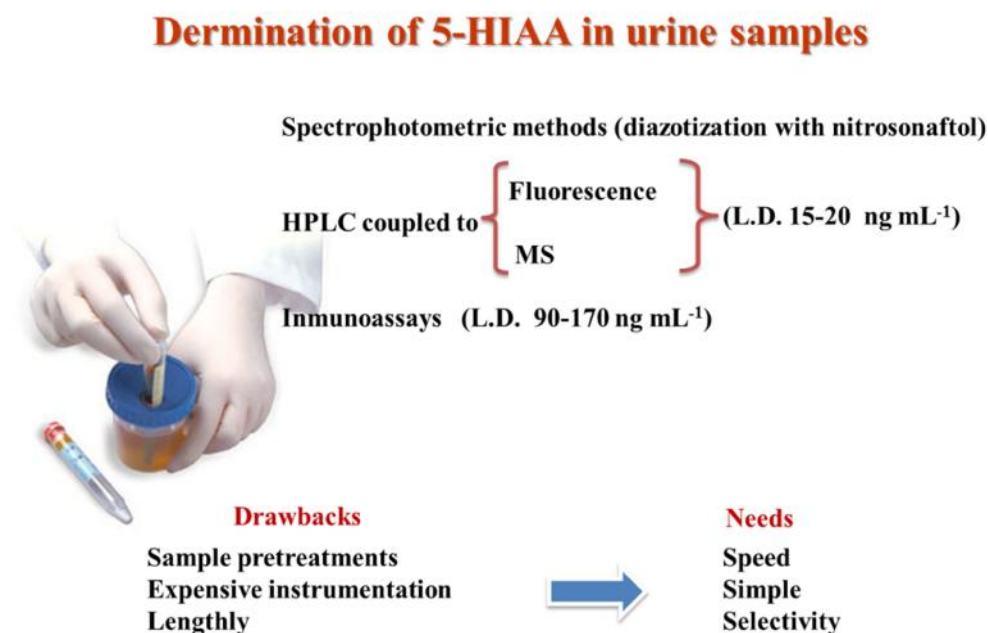 Dermination of 5-HIAA in urine samples
Spectrophotometric methods (diazotization with nitrosonaftol)
HPLC coupled to
Fluorescence
MS
(L.D. 15-20 ng mL⁻¹)
Inmunoassays (L.D. 90-170 ng mL⁻¹)
Drawbacks
Sample pretreatments
Expensive instrumentation
Lengthly
Needs
Speed
Simple
Selectivity